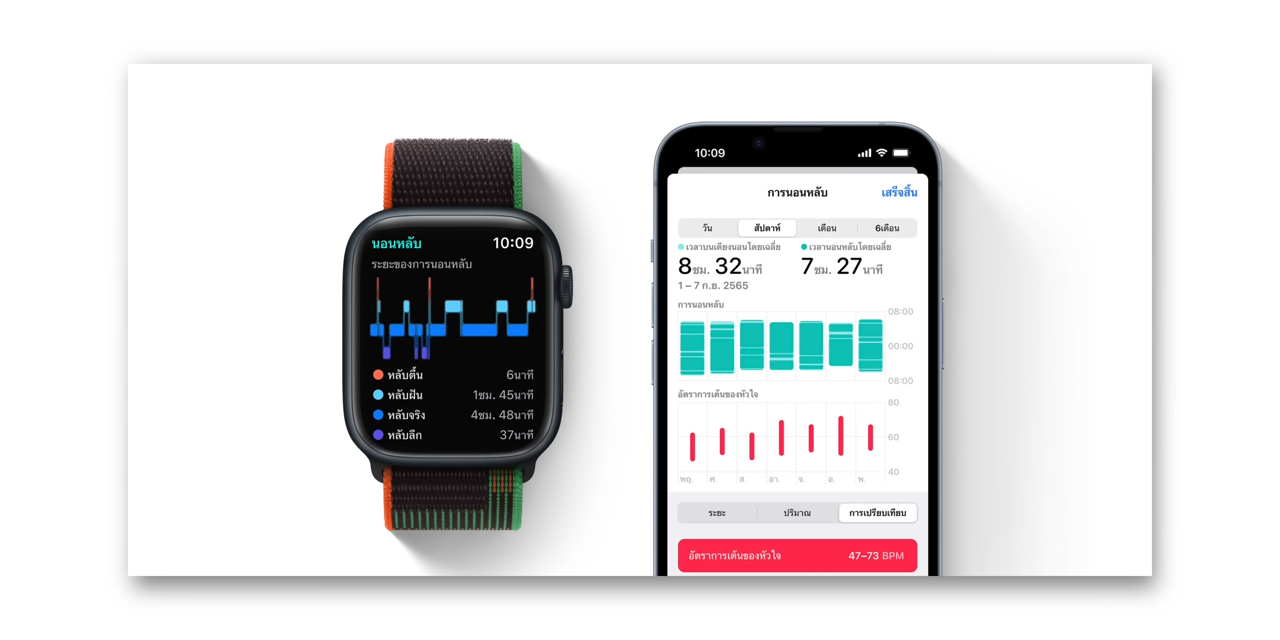 นอนหลับ 10:09
ระยะของการนอนหลับ
หลับตื้น 6นาที
หลับฝัน 1ชม. 45นาที
หลับจริง 4ชม. 48นาที
หลับลึก 37นาที
10:09
การนอนหลับ เสร็จสิ้น
วัน สัปดาห์ เดือน 6เดือน
เวลาบนเตียงนอนโดยเฉลี่ย เวลานอนหลับโดยเฉลี่ย
8ชม. 32นาที 7ชม. 27นาที
1 – 7 ก.ย. 2565
การนอนหลับ
08:00
00:00
08:00
อัตราการเต้นของหัวใจ
80
60
40
พฤ. ศ. ส. อา. จ. อ. พ.
ระยะ ปริมาณ การเปรียบเทียบ
อัตราการเต้นของหัวใจ 47–73 BPM